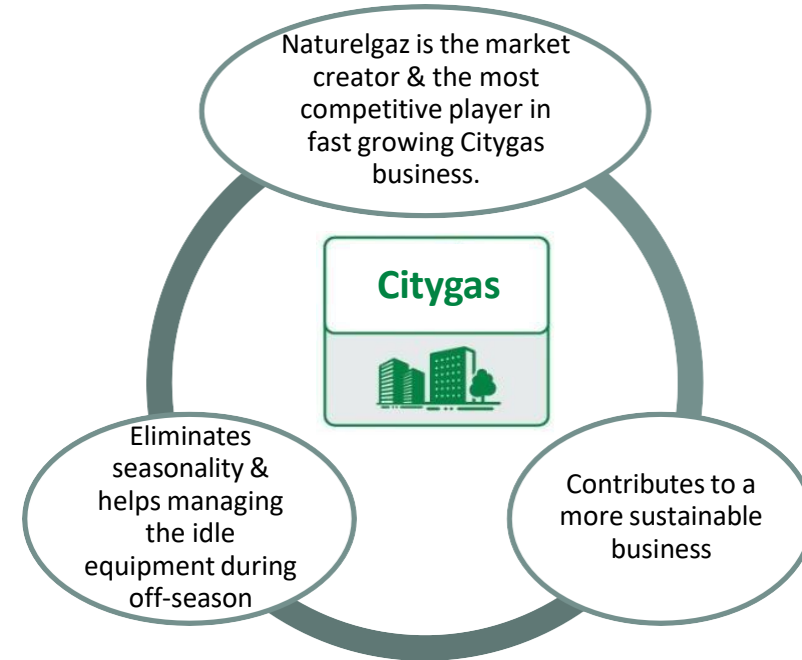 Naturelgaz is the market
creator & the most
competitive player in
fast growing Citygas
business.
Citygas
Eliminates
seasonality &
helps managing
the idle
equipment during
off-season
Contributes to a
more sustainable
business